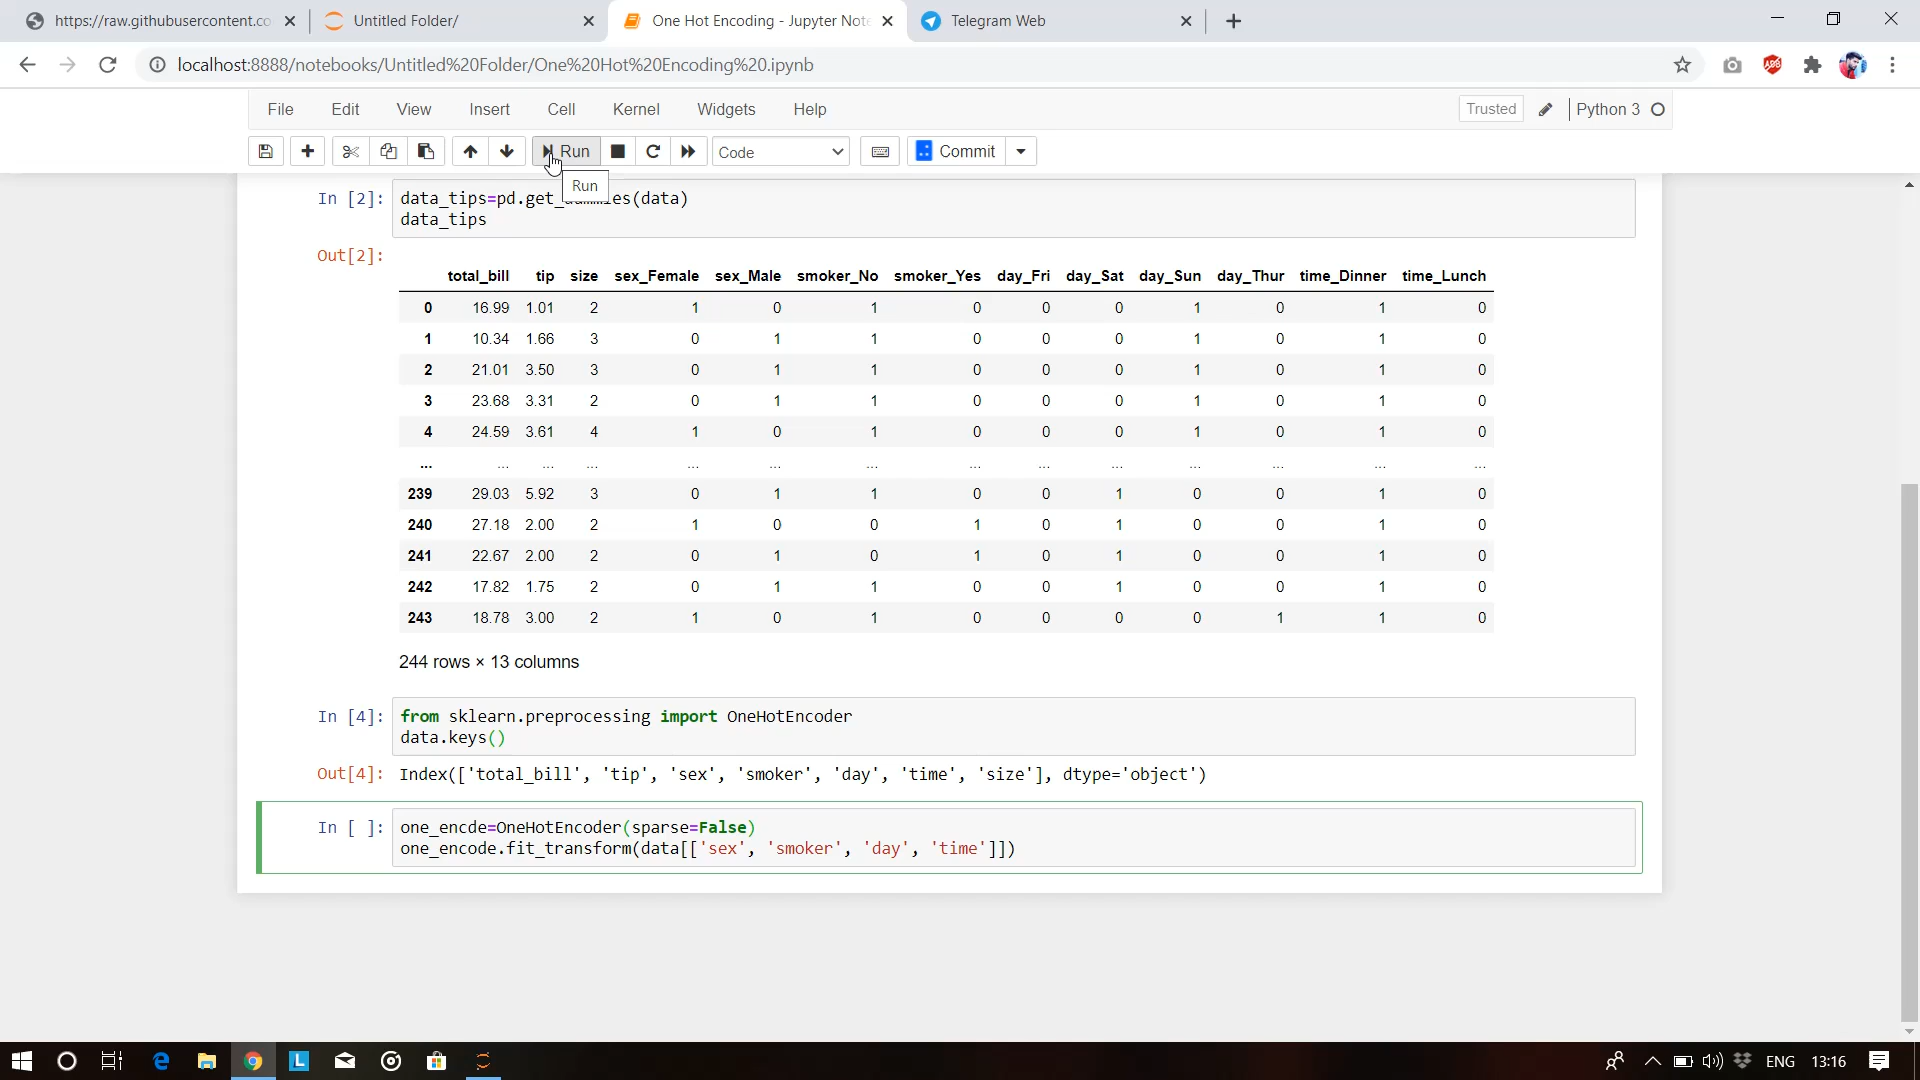 https://raw.githubusercontent.co
Untitled Folder/
One Hot Encoding - Jupyter Note
Telegram Web
localhost:8888/notebooks/Untitled%20Folder/One%20Hot%20Encoding%20.ipynb
File Edit View Insert Cell Kernel Widgets Help Trusted Python 3
Run Code Commit
Run
In [2]: data_tips=pd.get_dummies(data)
data_tips
Out[2]:
total_bill tip size sex_Female sex_Male smoker_No smoker_Yes day_Fri day_Sat day_Sun day_Thur time_Dinner time_Lunch
0 16.99 1.01 2 1 0 1 0 0 0 1 0 1 0
1 10.34 1.66 3 0 1 1 0 0 0 1 0 1 0
2 21.01 3.50 3 0 1 1 0 0 0 1 0 1 0
3 23.68 3.31 2 0 1 1 0 0 0 1 0 1 0
4 24.59 3.61 4 1 0 1 0 0 0 1 0 1 0
... ... ... ... ... ... ... ... ... ... ... ... ... ...
239 29.03 5.92 3 0 1 1 0 0 1 0 0 1 0
240 27.18 2.00 2 1 0 0 1 0 1 0 0 1 0
241 22.67 2.00 2 0 1 0 1 0 1 0 0 1 0
242 17.82 1.75 2 0 1 1 0 0 1 0 0 1 0
243 18.78 3.00 2 1 0 1 0 0 0 0 1 1 0
244 rows × 13 columns
In [4]: from sklearn.preprocessing import OneHotEncoder
data.keys()
Out[4]: Index(['total_bill', 'tip', 'sex', 'smoker', 'day', 'time', 'size'], dtype='object')
In [ ]: one_encde=OneHotEncoder(sparse=False)
one_encode.fit_transform(data[['sex', 'smoker', 'day', 'time']])
ENG 13:16